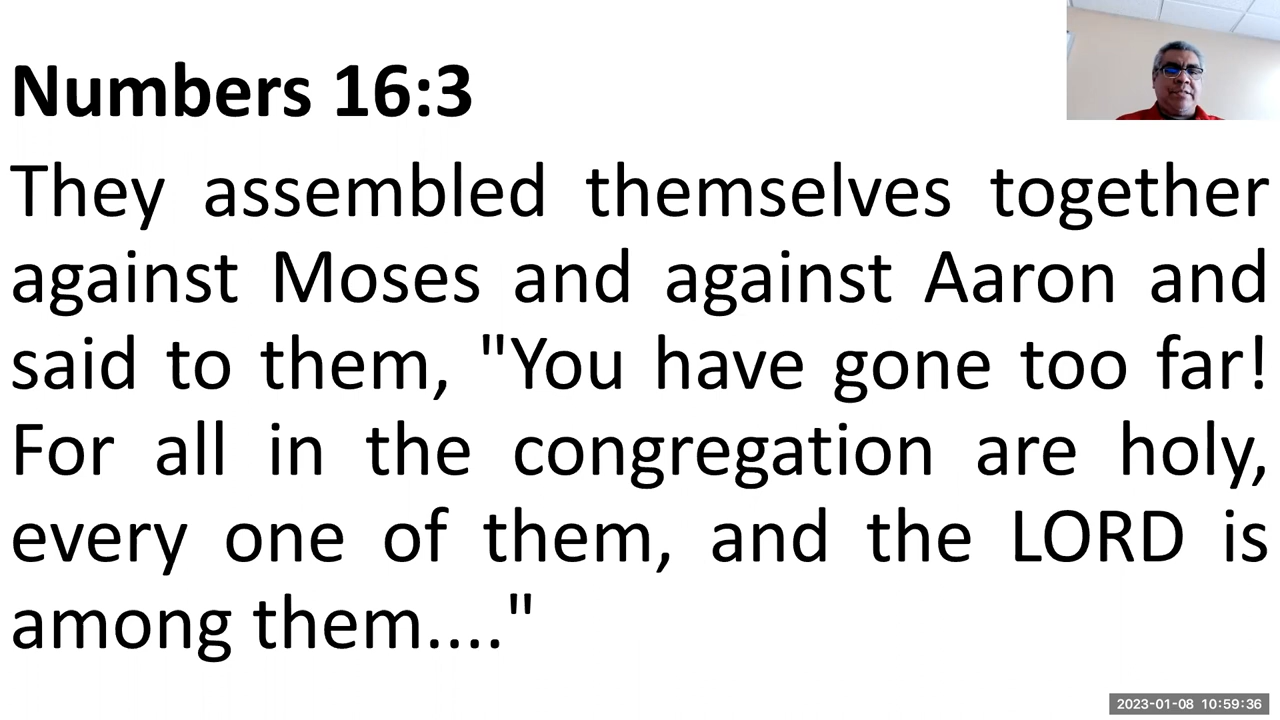 Numbers 16:3
They assembled themselves together
against Moses and against Aaron and
said to them, "You have gone too far!
For all in the congregation are holy,
every one of them, and the LORD is
among them...."
2023-01-08 10:59:36